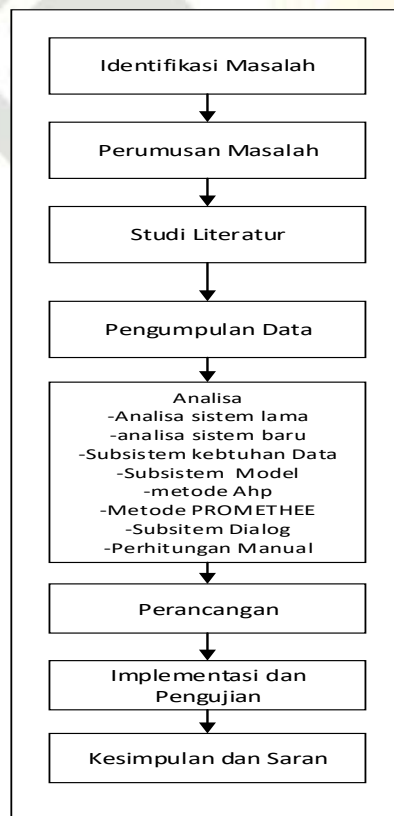 Identifikasi Masalah
Perumusan Masalah
Studi Literatur
Pengumpulan Data
Analisa
-Analisa sistem lama
-analisa sistem baru
-Subsistem kebtuhan Data
-Subsistem Model
-metode Ahp
-Metode PROMETHEE
-Subsitem Dialog
-Perhitungan Manual
Perancangan
Implementasi dan
Pengujian
Kesimpulan dan Saran